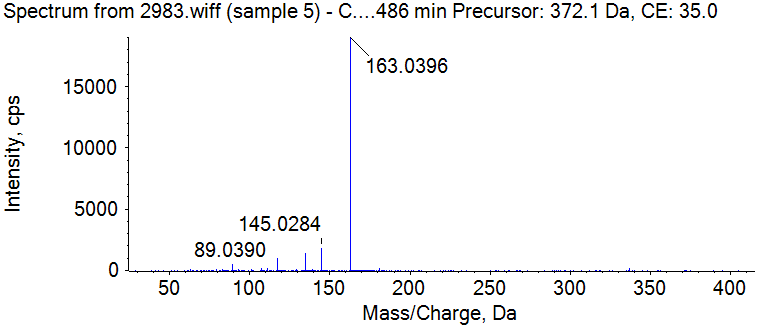 Spectrum from 2983.wiff (sample 5) - C....486 min Precursor: 372.1 Da, CE: 35.0
163.0396
15000
10000
Intensity, cps
5000
145.0284
89.0390
0
50 100 150 200 250 300 350 400
Mass/Charge, Da